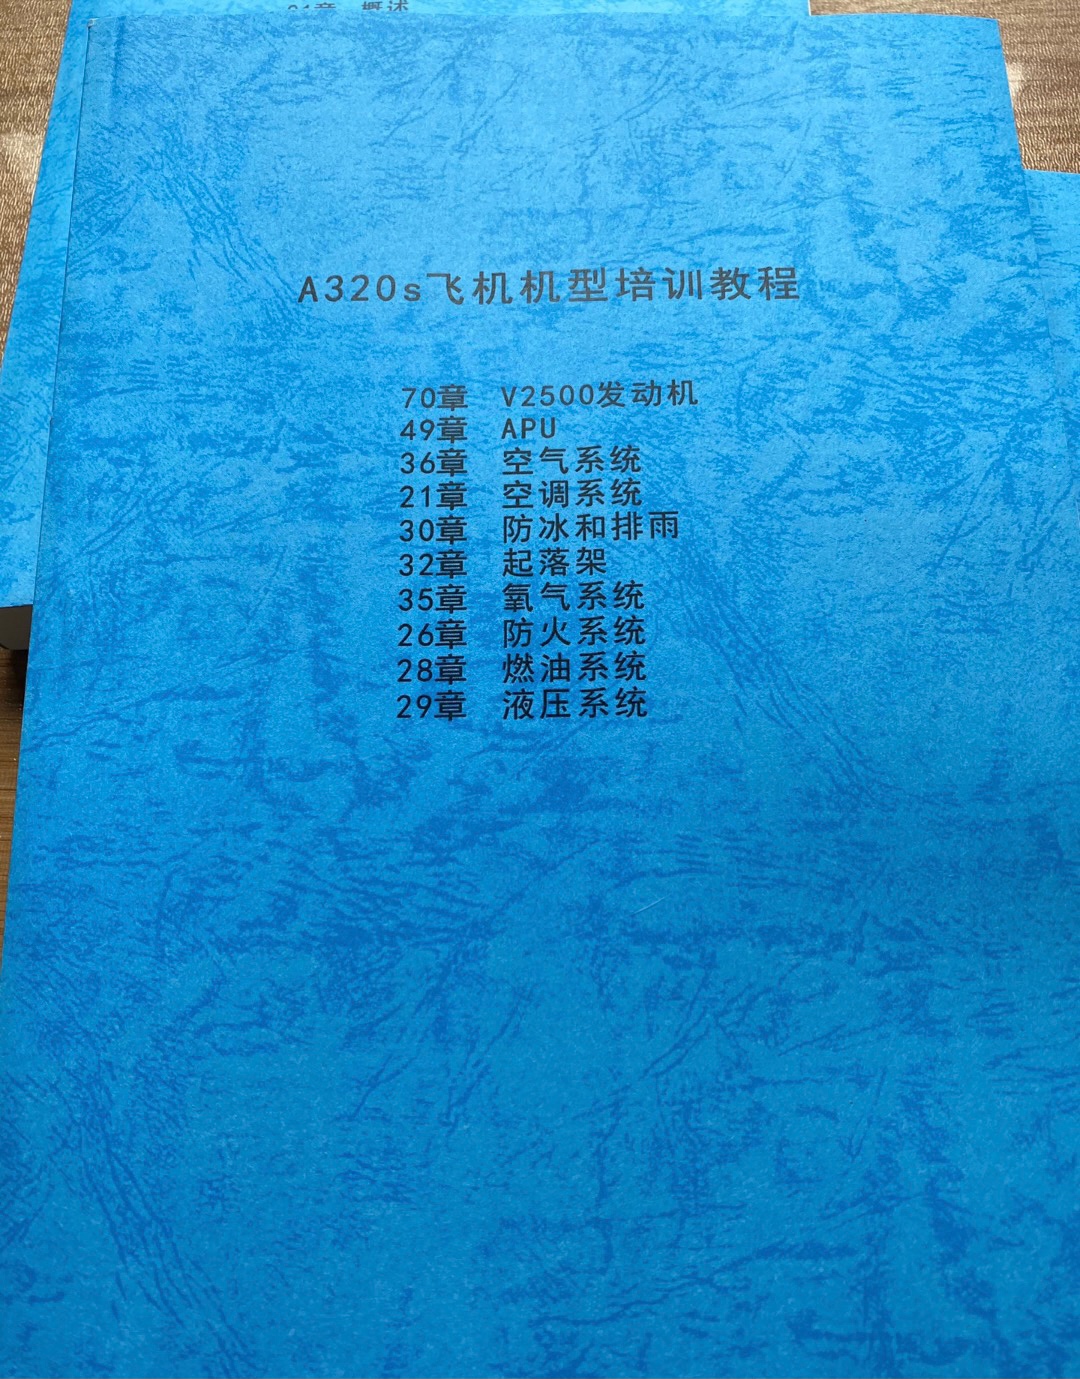 概述
A320s飞机机型培训教程
70章 V2500发动机
49章 APU
36章 空气系统
21章 空调系统
30章 防冰和排雨
32章 起落架
35章 氧气系统
26章 防火系统
28章 燃油系统
29章 液压系统